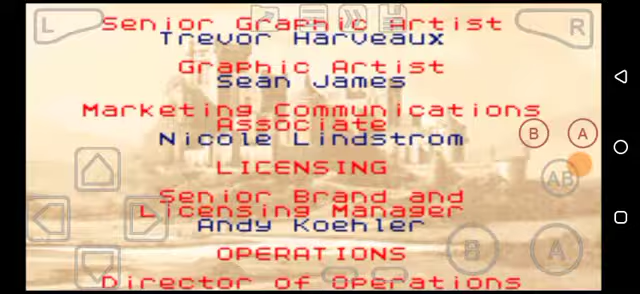 L
R
Senior Graphic Artist
Trevor Harveaux
Graphic Artist
Sean James
Marketing Communications
Associate
B
A
Nicole Lindstrom
LICENSING
AB
Senior Brand and
Licensing Manager
Andy Koehler
B
A
OPERATIONS
Director of Operations